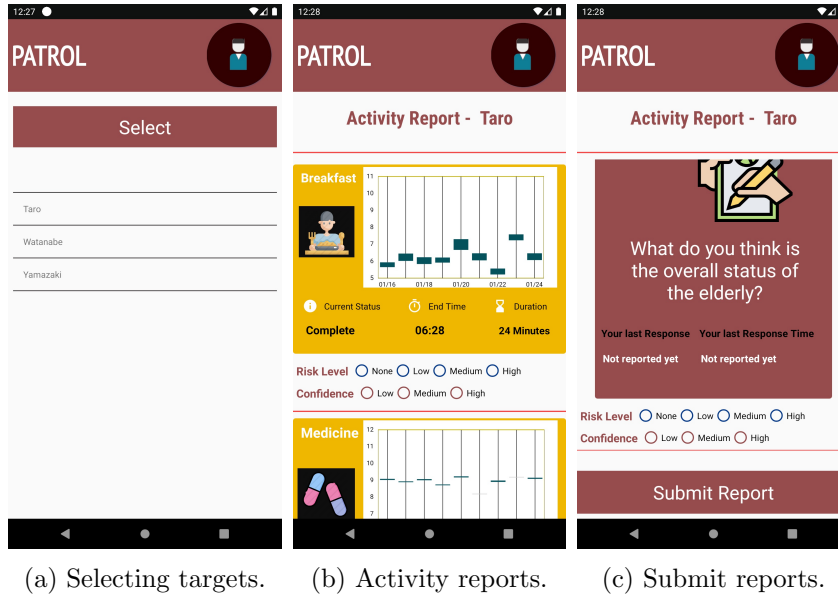 12:27
PATROL
Select
Taro
Watanabe
Yamazaki
(a) Selecting targets.
12:28
PATROL
Activity Report - Taro
Breakfast
11
10
9
8
7
6
5
01/16 01/18 01/20 01/22 01/24
Current Status End Time Duration
Complete 06:28 24 Minutes
Risk Level None Low Medium High
Confidence Low Medium High
Medicine
12
11
10
9
8
7
(b) Activity reports.
12:28
PATROL
Activity Report - Taro
What do you think is
the overall status of
the elderly?
Your last Response Your last Response Time
Not reported yet Not reported yet
Risk Level None Low Medium High
Confidence Low Medium High
Submit Report
(c) Submit reports.